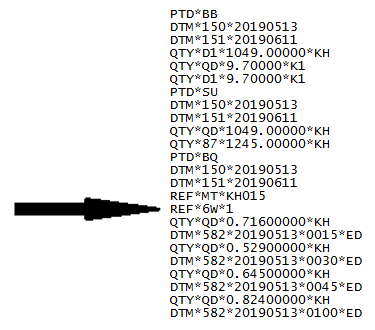 PTD*BB
DTM*150*20190513
DTM*151*20190611
QTY*D1*1049.00000*KH
QTY*QD*9.70000*K1
QTY*D1*9.70000*K1
PTD*SU
DTM*150*20190513
DTM*151*20190611
QTY*QD*1049.00000*KH
QTY*87*1245.00000*KH
PTD*BQ
DTM*150*20190513
DTM*151*20190611
REF*MT*KH015
REF*6W*1
QTY*QD*0.71600000*KH
DTM*582*20190513*0015*ED
QTY*QD*0.52900000*KH
DTM*582*20190513*0030*ED
QTY*QD*0.64500000*KH
DTM*582*20190513*0045*ED
QTY*QD*0.82400000*KH
DTM*582*20190513*0100*ED